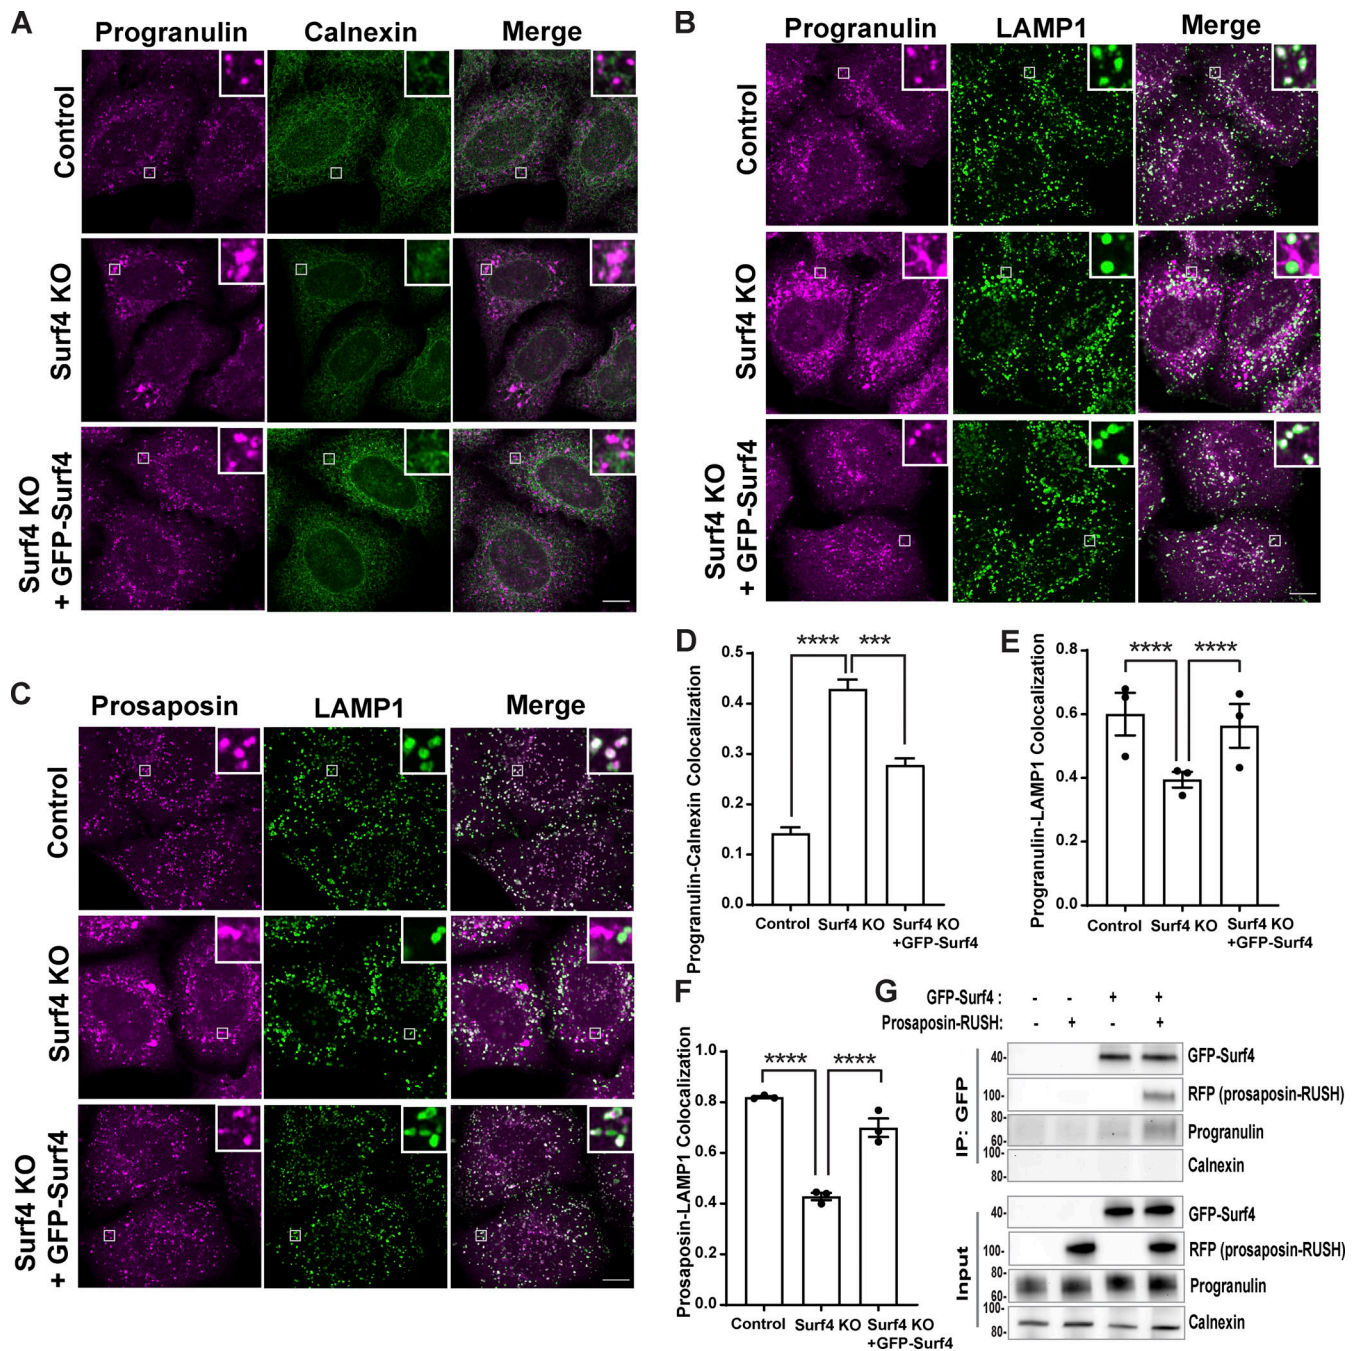 A
Progranulin Calnexin Merge
Control
Surf4 KO
Surf4 KO
+ GFP-Surf4
B
Progranulin LAMP1 Merge
Control
Surf4 KO
Surf4 KO
+ GFP-Surf4
C
Prosaposin LAMP1 Merge
Control
Surf4 KO
Surf4 KO
+ GFP-Surf4
D
Progranulin-Calnexin Colocalization
0.5
0.4
0.3
0.2
0.1
0.0
**** ***
Control Surf4 KO Surf4 KO
+GFP-Surf4
E
Progranulin-LAMP1 Colocalization
0.8
0.6
0.4
0.2
0.0
**** ****
Control Surf4 KO Surf4 KO
+GFP-Surf4
F
Prosaposin-LAMP1 Colocalization
1.0
0.8
0.6
0.4
0.2
0.0
**** ****
Control Surf4 KO Surf4 KO
+GFP-Surf4
G
GFP-Surf4 : - - + +
Prosaposin-RUSH: - + - +
IP: GFP
40- GFP-Surf4
100- RFP (prosaposin-RUSH)
80-
60- Progranulin
100-
80- Calnexin
Input
40- GFP-Surf4
100- RFP (prosaposin-RUSH)
80-
60- Progranulin
100-
80- Calnexin